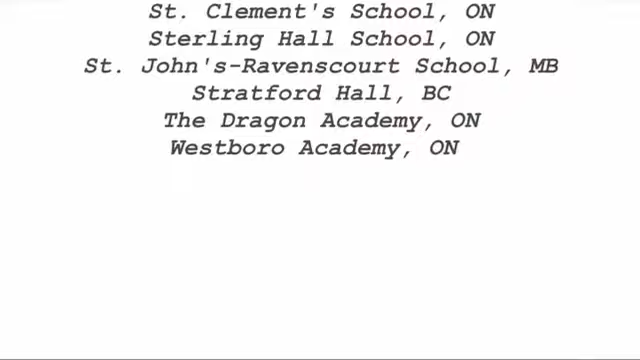 St. Clement's School, ON
Sterling Hall School, ON
St. John's-Ravenscourt School, MB
Stratford Hall, BC
The Dragon Academy, ON
Westboro Academy, ON